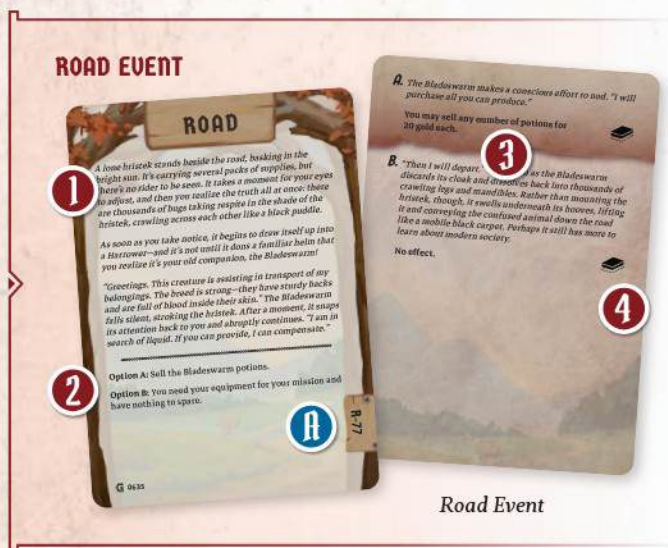 ROAD EVENT
ROAD
A lone hristek stands beside the road, basking in the
bright sun. It's carrying several packs of supplies, but
there's no rider to be seen. It takes a moment for your eyes
to adjust, and then you realize the truth all at once: there
are thousands of bugs taking respite in the shade of the
hristek, crawling across each other like a black puddle.
As soon as you take notice, it begins to draw itself up into
a Harrower—and it's not until it dons a familiar helm that
you realize it's your old companion, the Bladeswarm!
"Greetings. This creature is assisting in transport of my
belongings. The breed is strong—they have sturdy backs
and are full of blood inside their skin." The Bladeswarm
falls silent, stroking the hristek. After a moment, it snaps
its attention back to you and abruptly continues. "I am in
search of liquid. If you can provide, I can compensate."
Option A: Sell the Bladeswarm potions.
Option B: You need your equipment for your mission and
have nothing to spare.
R-77
G 0635
1
2
A
A. The Bladeswarm makes a conscious effort to nod. "I will
purchase all you can produce."
You may sell any number of potions for
20 gold each.
3
B. "Then I will depart." as the Bladeswarm
discards its cloak and dissolves back into thousands of
crawling legs and mandibles. Rather than mounting the
hristek, though, it swells underneath its hooves, lifting
it and conveying the confused animal down the road
like a mobile black carpet. Perhaps it still has more to
learn about modern society.
No effect.
4
Road Event